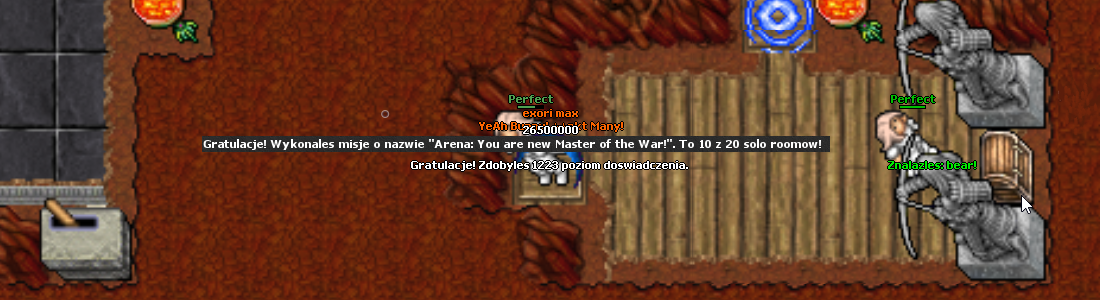 Perfect
Perfect
exori max
YeAh B Many!
26500000
Gratulacje! Wykonales misje o nazwie "Arena: You are new Master of the War!". To 10 z 20 solo roomow!
Gratulacje! Zdobyles 1223 poziom doswiadczenia.
Znalazles: bear!